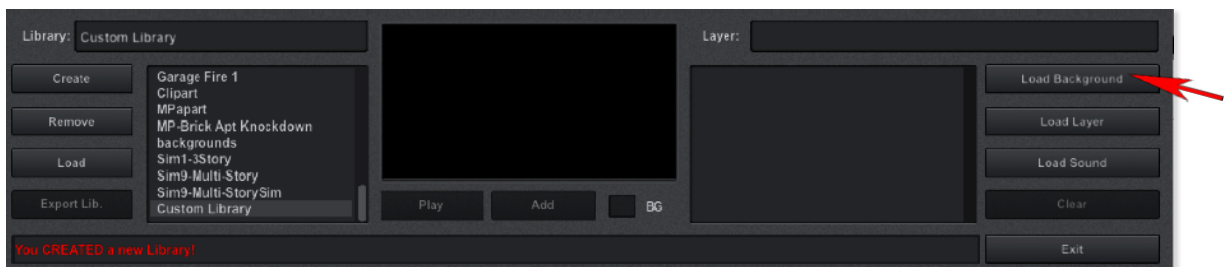 Library: Custom Library
Layer:
Create
Remove
Load
Export Lib.
Garage Fire 1
Clipart
MPapart
MP-Brick Apt Knockdown
backgrounds
Sim1-3Story
Sim9-Multi-Story
Sim9-Multi-StorySim
Custom Library
Play
Add
BG
Load Background
Load Layer
Load Sound
Clear
You CREATED a new Library!
Exit